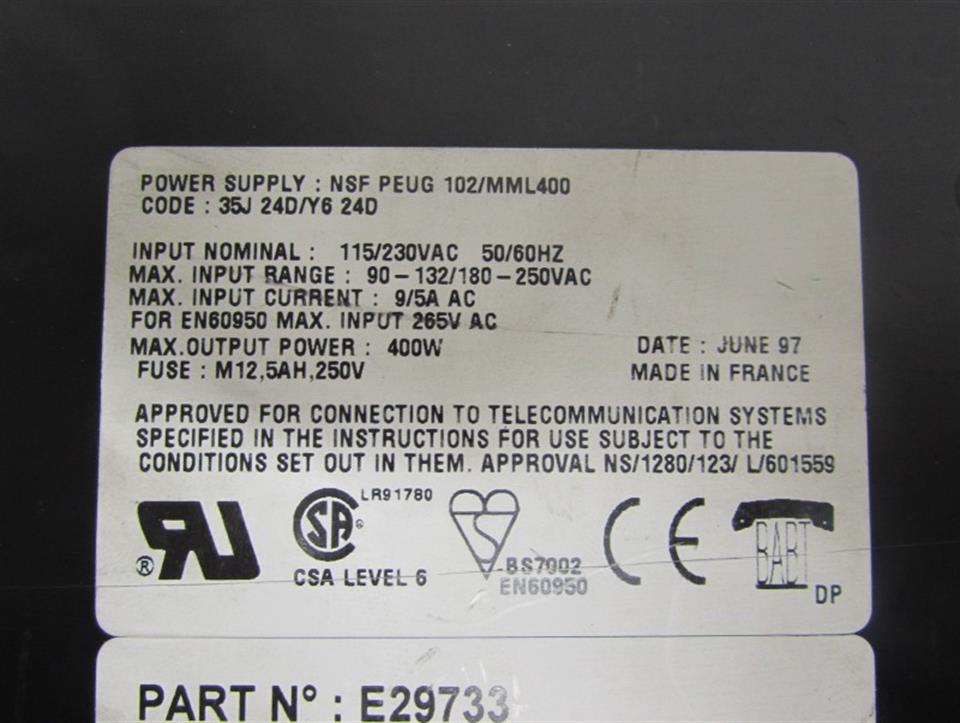 POWER SUPPLY : NSF PEUG 102/MML400
CODE : 35J 24D/Y6 24D
INPUT NOMINAL : 115/230VAC 50/60HZ
MAX. INPUT RANGE : 90-132/180-250VAC
MAX. INPUT CURRENT : 9/5A AC
FOR EN60950 MAX. INPUT 265V AC
MAX.OUTPUT POWER : 400W DATE : JUNE 97
FUSE : M12,5AH,250V MADE IN FRANCE
APPROVED FOR CONNECTION TO TELECOMMUNICATION SYSTEMS
SPECIFIED IN THE INSTRUCTIONS FOR USE SUBJECT TO THE
CONDITIONS SET OUT IN THEM. APPROVAL NS/1280/123/ L/601559
LR91780
RU ® SA ® S CE BABT
CSA LEVEL 6 BS7002 DP
EN60950
PART N° : E29733